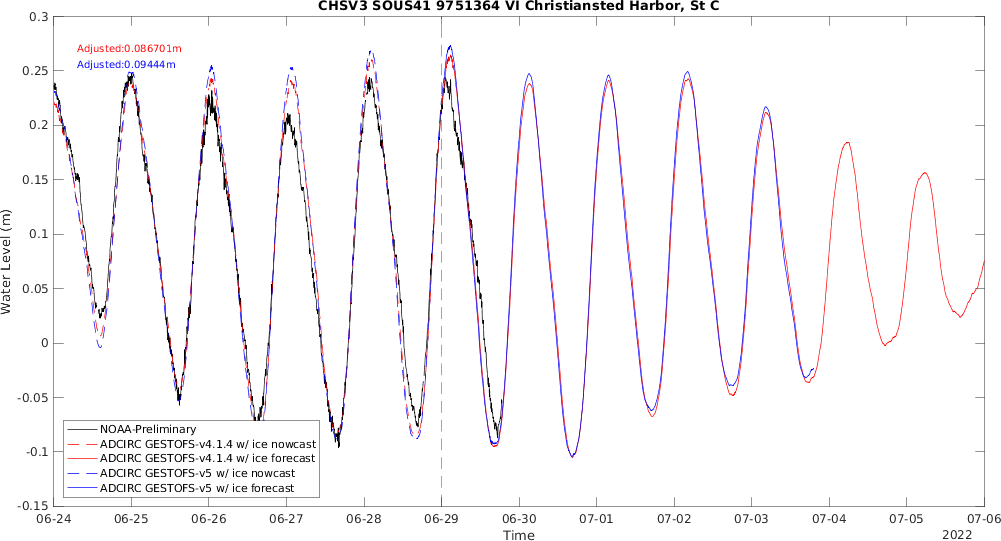 CHSV3 SOUS41 9751364 VI Christiansted Harbor, St C
Adjusted:0.086701m
Adjusted:0.09444m
Water Level (m)
0.3
0.25
0.2
0.15
0.1
0.05
0
-0.05
-0.1
-0.15
NOAA-Preliminary
ADCIRC GESTOFS-v4.1.4 w/ ice nowcast
ADCIRC GESTOFS-v4.1.4 w/ ice forecast
ADCIRC GESTOFS-v5 w/ ice nowcast
ADCIRC GESTOFS-v5 w/ ice forecast
06-24 06-25 06-26 06-27 06-28 06-29 06-30 07-01 07-02 07-03 07-04 07-05 07-06
Time
2022